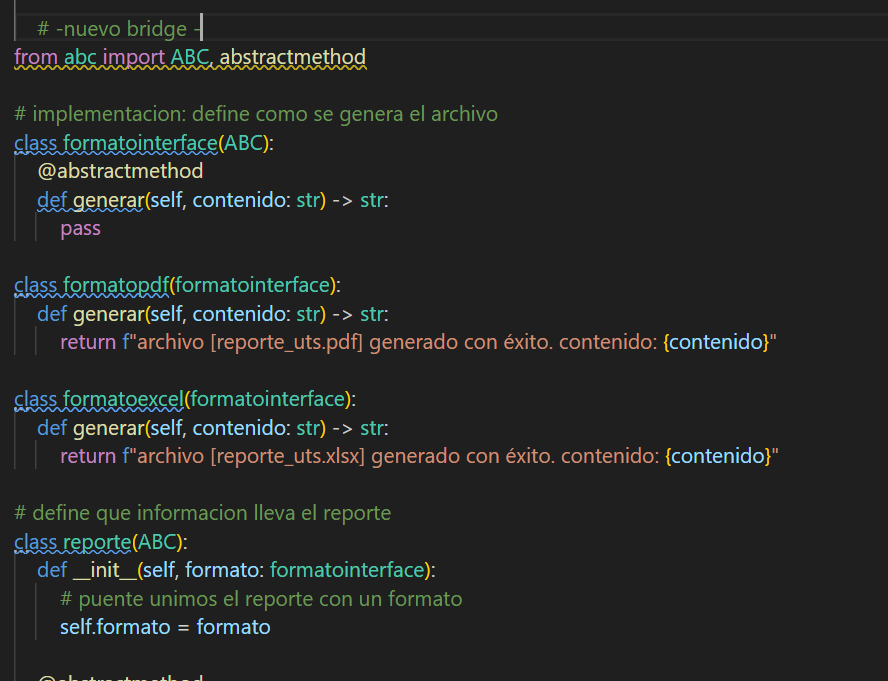 # -nuevo bridge -
from abc import ABC, abstractmethod
# implementacion: define como se genera el archivo
class formatointerface(ABC):
@abstractmethod
def generar(self, contenido: str) -> str:
pass
class formatopdf(formatointerface):
def generar(self, contenido: str) -> str:
return f"archivo [reporte_uts.pdf] generado con éxito. contenido: {contenido}"
class formatoexcel(formatointerface):
def generar(self, contenido: str) -> str:
return f"archivo [reporte_uts.xlsx] generado con éxito. contenido: {contenido}"
# define que informacion lleva el reporte
class reporte(ABC):
def __init__(self, formato: formatointerface):
# puente unimos el reporte con un formato
self.formato = formato
@abstractmethod